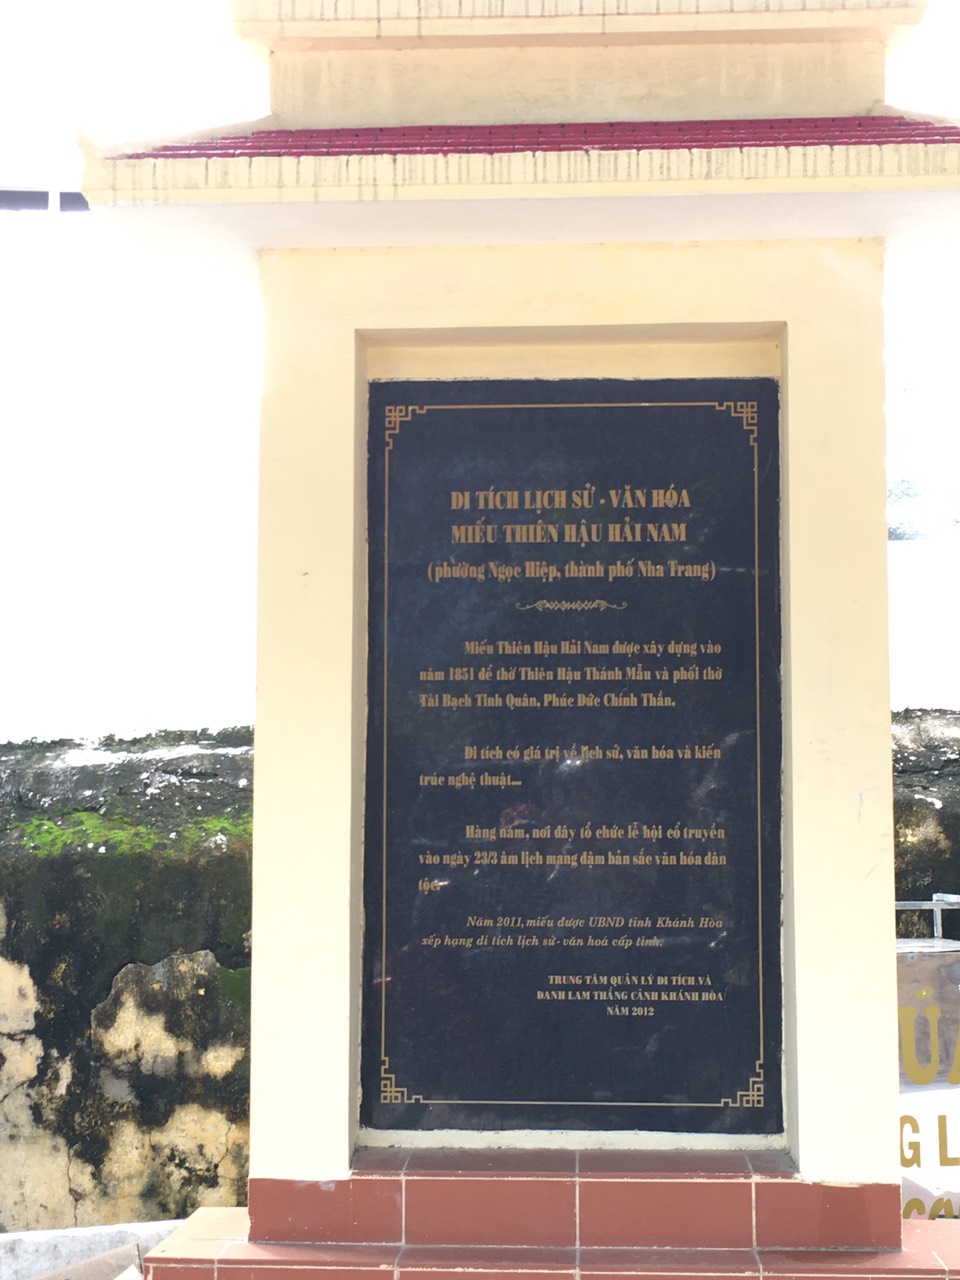 DI TÍCH LỊCH SỬ - VĂN HÓA
MIẾU THIÊN HẬU HẢI NAM
(phường Ngọc Hiệp, thành phố Nha Trang)
Miếu Thiên Hậu Hải Nam được xây dựng vào
năm 1851 để thờ Thiên Hậu Thánh Mẫu và phối thờ
Tài Bạch Tinh Quân, Phúc Đức Chính Thần.
Di tích có giá trị về lịch sử, văn hóa và kiến
trúc nghệ thuật...
Hàng năm, nơi đây tổ chức lễ hội cổ truyền
vào ngày 23/3 âm lịch mang đậm bản sắc văn hóa dân
tộc.
Năm 2011, miếu được UBND tỉnh Khánh Hòa
xếp hạng di tích lịch sử - văn hoá cấp tỉnh.
TRUNG TÂM QUẢN LÝ DI TÍCH VÀ
DANH LAM THẮNG CẢNH KHÁNH HÒA
NĂM 2012